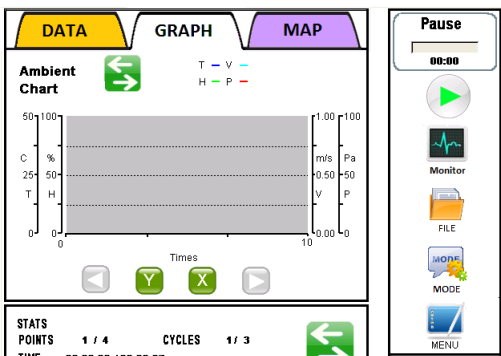 DATA GRAPH MAP
Ambient
Chart
T V
H P
50 100 1.00 100
C % m/s Pa
25 50 0.50 50
T H V P
0 0 0.00 0
0 10
Times
Y X
STATS
POINTS 1 / 4 CYCLES 1 / 3
TIME
Pause
00:00
Monitor
FILE
MODE
MODE
MENU